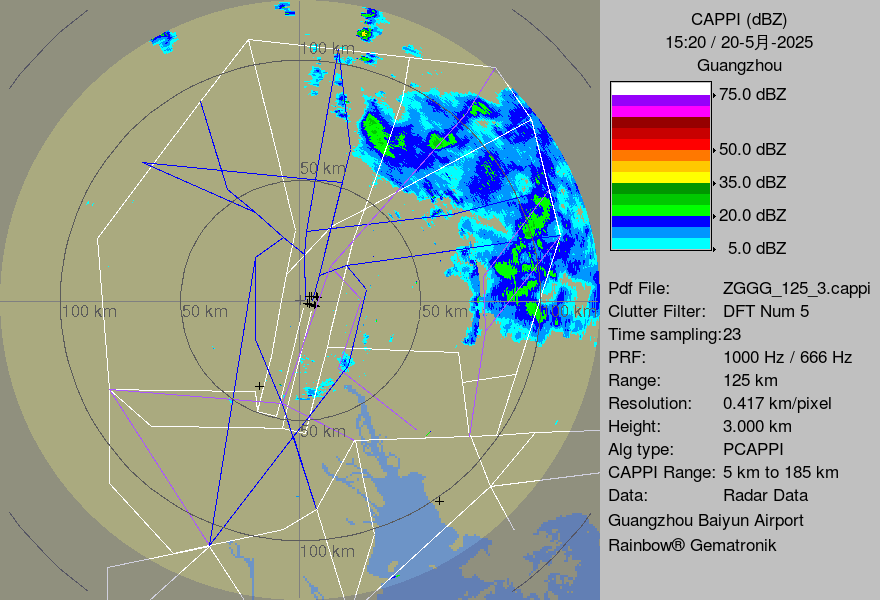 100 km
50 km
100 km
50 km
50 km
100 km
50 km
100 km
CAPPI (dBZ)
15:20 / 20-5月-2025
Guangzhou
75.0 dBZ
50.0 dBZ
35.0 dBZ
20.0 dBZ
5.0 dBZ
Pdf File: ZGGG_125_3.cappi
Clutter Filter: DFT Num 5
Time sampling:23
PRF: 1000 Hz / 666 Hz
Range: 125 km
Resolution: 0.417 km/pixel
Height: 3.000 km
Alg type: PCAPPI
CAPPI Range: 5 km to 185 km
Data: Radar Data
Guangzhou Baiyun Airport
Rainbow® Gematronik